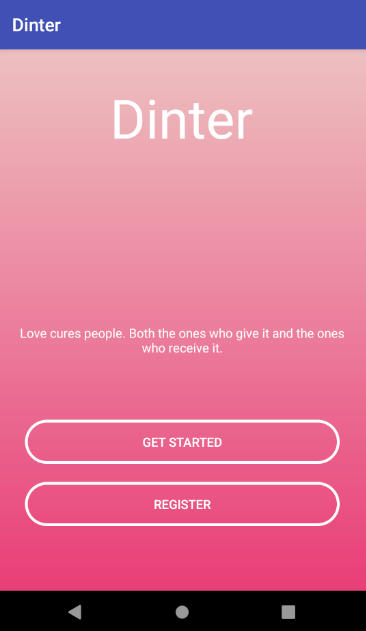 Dinter
Dinter
Love cures people. Both the ones who give it and the ones
who receive it.
GET STARTED
REGISTER